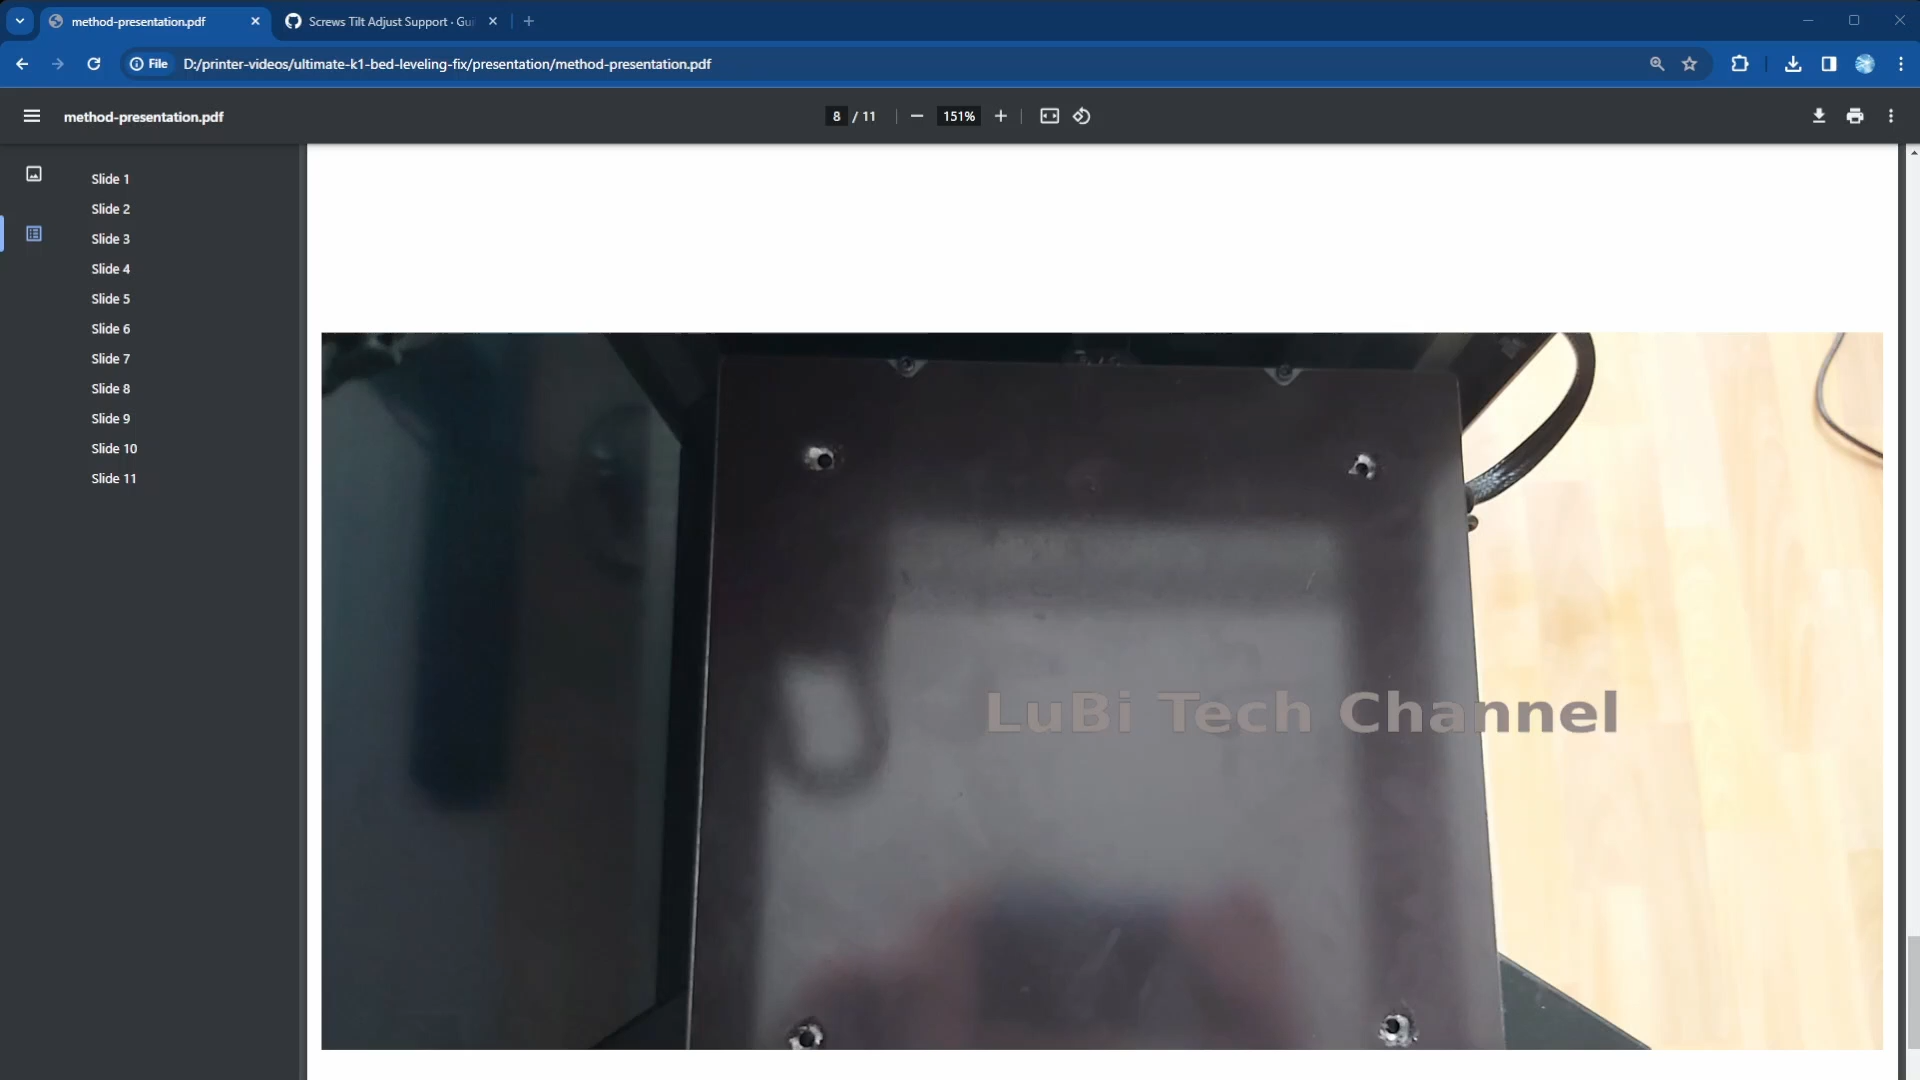 method-presentation.pdf
Screws Tilt Adjust Support · Gu
File
D:/printer-videos/ultimate-k1-bed-leveling-fix/presentation/method-presentation.pdf
method-presentation.pdf
8 / 11
151%
Slide 1
Slide 2
Slide 3
Slide 4
Slide 5
Slide 6
Slide 7
Slide 8
Slide 9
Slide 10
Slide 11
LuBi Tech Channel